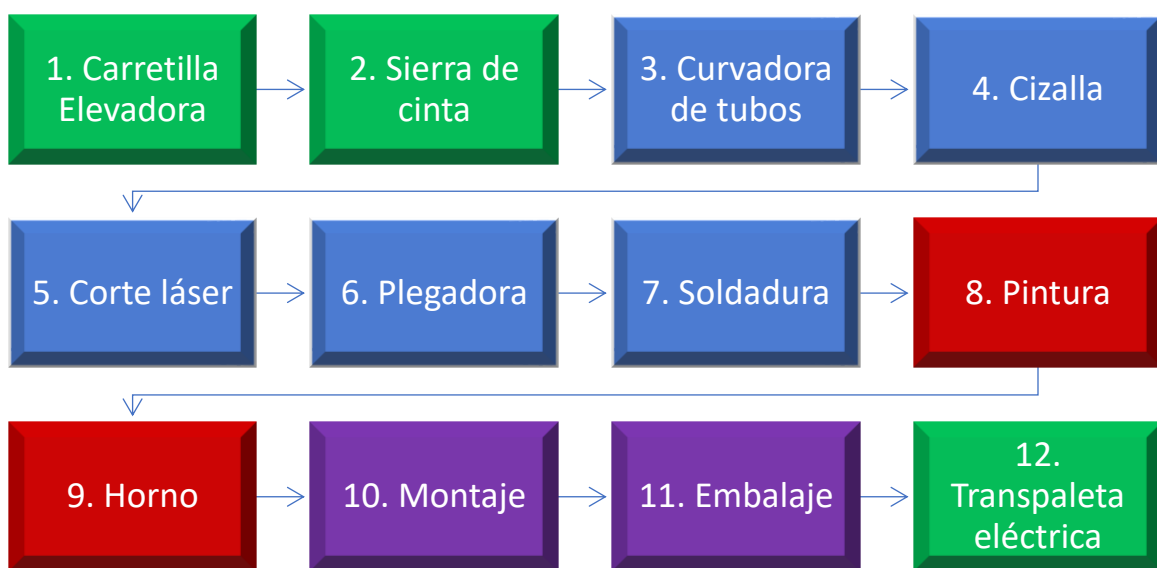 1. Carretilla
Elevadora
2. Sierra de
cinta
3. Curvadora
de tubos
4. Cizalla
5. Corte láser
6. Plegadora
7. Soldadura
8. Pintura
9. Horno
10. Montaje
11. Embalaje
12.
Transpaleta
eléctrica